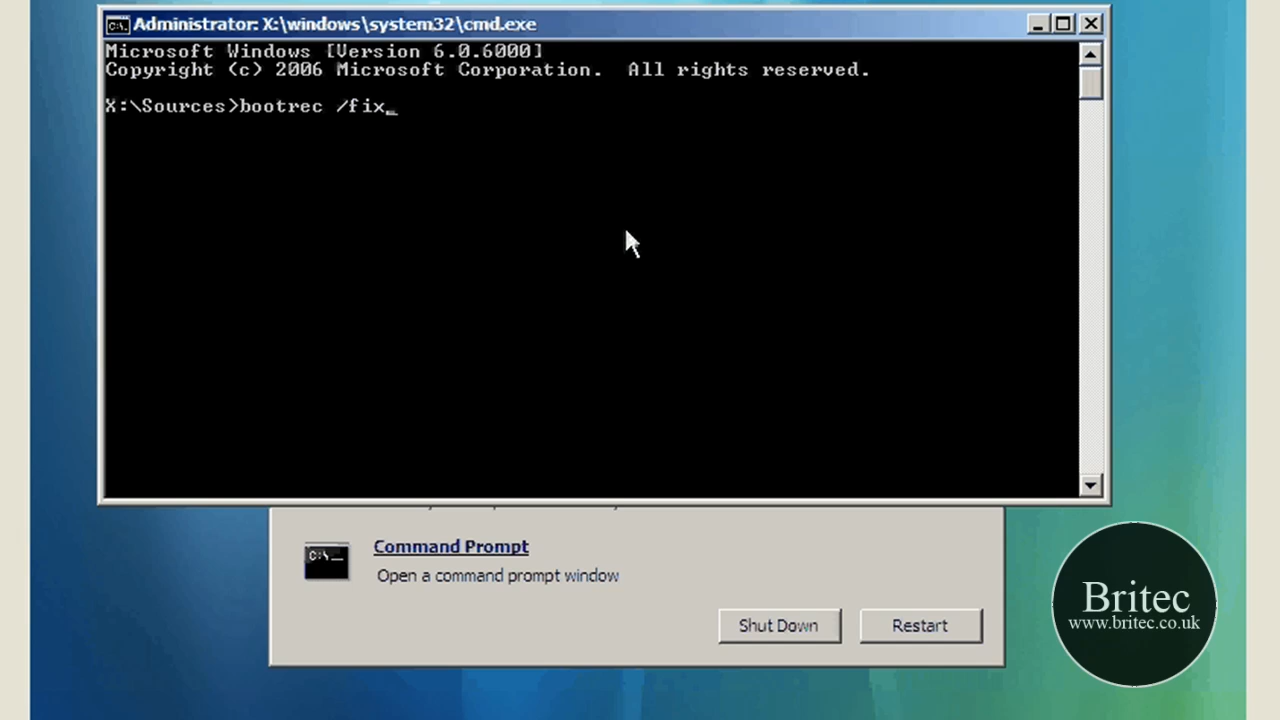 Administrator: X:\windows\system32\cmd.exe
Microsoft Windows [Version 6.0.6000]
Copyright (c) 2006 Microsoft Corporation.  All rights reserved.
X:\Sources>bootrec /fix_
C:\_
Command Prompt
Open a command prompt window
Shut Down
Restart
Britec
www.britec.co.uk